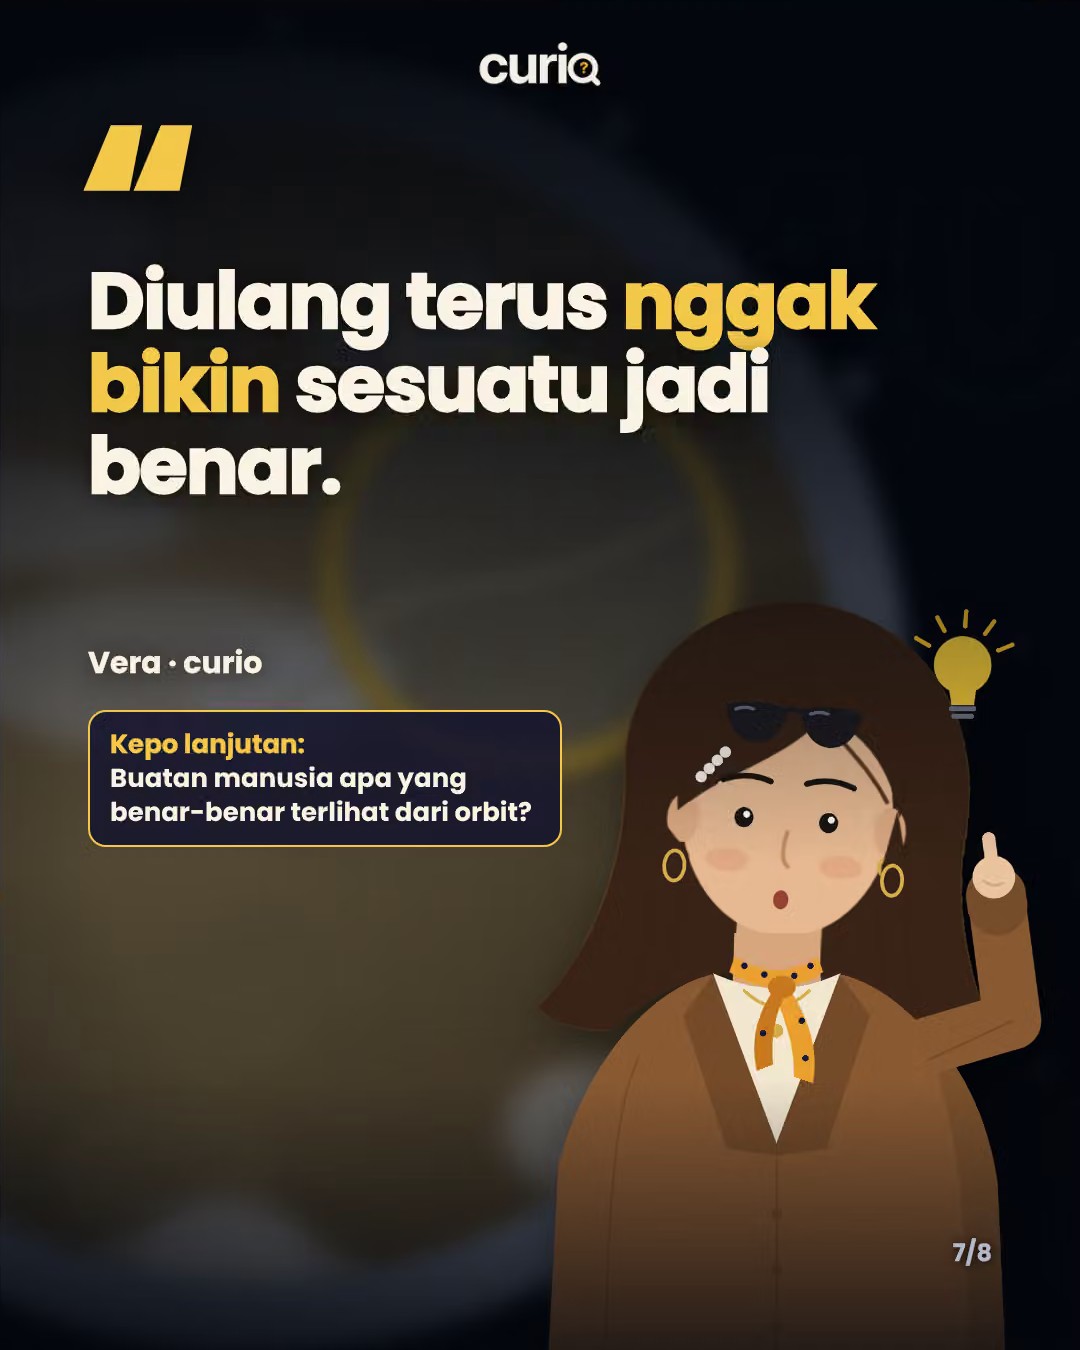 curio
Diulang terus nggak
bikin sesuatu jadi
benar.
Vera · curio
Kepo lanjutan:
Buatan manusia apa yang
benar-benar terlihat dari orbit?
7/8